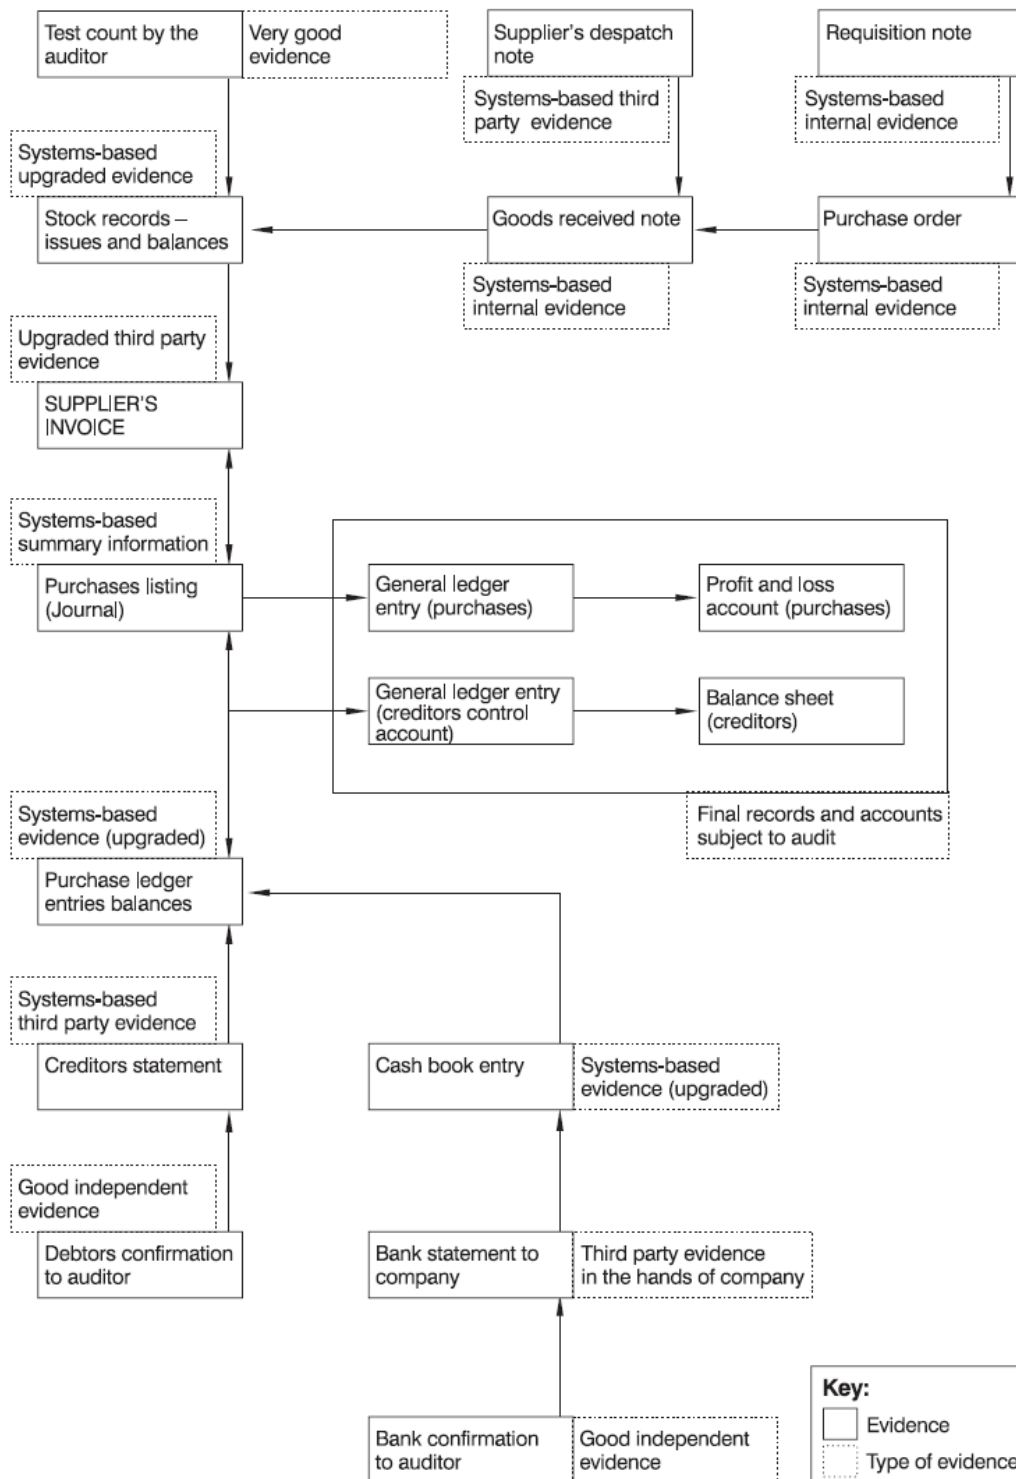 Test count by the
auditor
Very good
evidence
Supplier's despatch
note
Requisition note
Systems-based third
party evidence
Systems-based
internal evidence
Systems-based
upgraded evidence
Stock records –
issues and balances
Goods received note
Purchase order
Systems-based
internal evidence
Systems-based
internal evidence
Upgraded third party
evidence
SUPPLIER'S
INVOICE
Systems-based
summary information
Purchases listing
(Journal)
General ledger
entry (purchases)
Profit and loss
account (purchases)
General ledger entry
(creditors control
account)
Balance sheet
(creditors)
Systems-based
evidence (upgraded)
Final records and accounts
subject to audit
Purchase ledger
entries balances
Systems-based
third party evidence
Creditors statement
Cash book entry
Systems-based
evidence (upgraded)
Good independent
evidence
Debtors confirmation
to auditor
Bank statement to
company
Third party evidence
in the hands of company
Bank confirmation
to auditor
Good independent
evidence
Key:
Evidence
Type of evidence